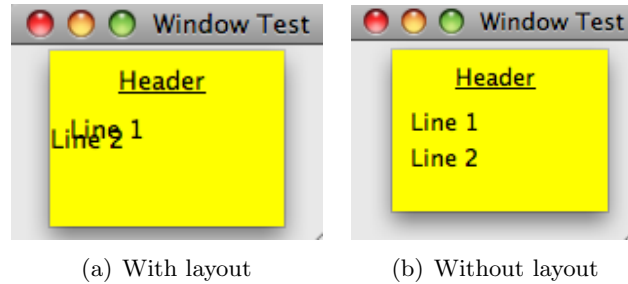 Window Test
Header
Line 1
Line 2
(a) With layout
Window Test
Header
Line 1
Line 2
(b) Without layout